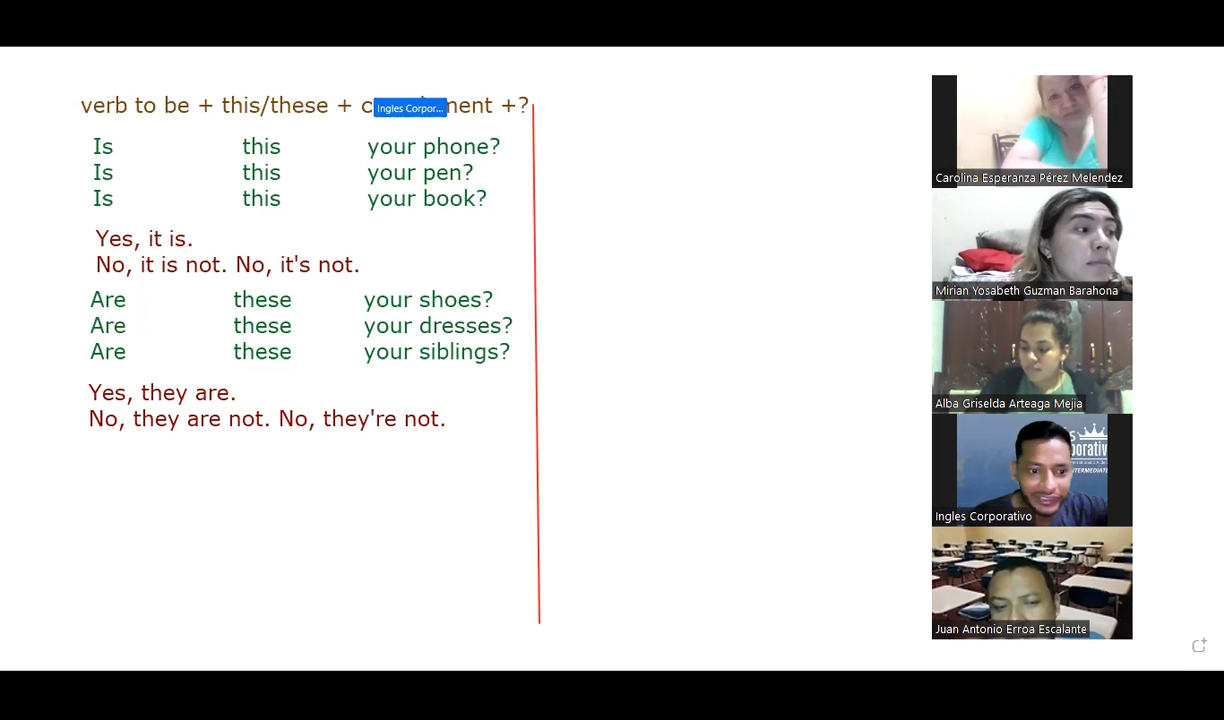 verb to be + this/these + +?
Ingles Corpor...
Is this your phone?
Is this your pen?
Is this your book?
Yes, it is.
No, it is not. No, it's not.
Are these your shoes?
Are these your dresses?
Are these your siblings?
Yes, they are.
No, they are not. No, they're not.
Carolina Esperanza Pérez Melendez
Mirian Yosabeth Guzman Barahona
Alba Griselda Arteaga Mejia
Ingles Corporativo
Juan Antonio Erroa Escalante